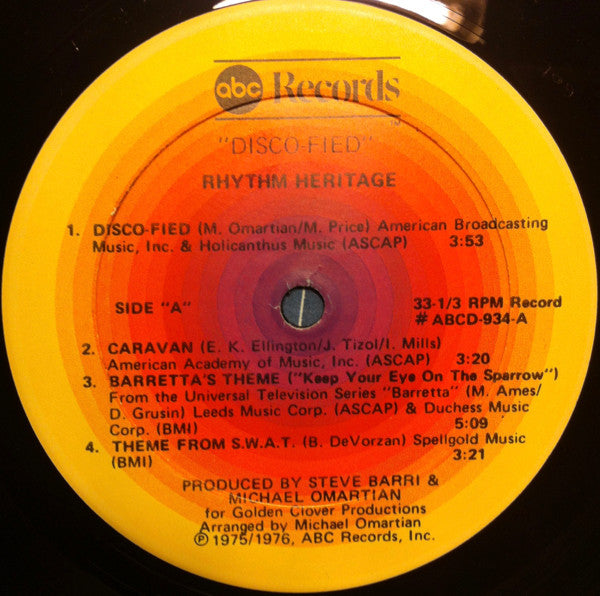 abc Records
TM
"DISCO-FIED"
RHYTHM HERITAGE
1. DISCO-FIED (M. Omartian/M. Price) American Broadcasting
Music, Inc. & Holicanthus Music (ASCAP) 3:53
SIDE "A" 33-1/3 RPM Record
# ABCD-934-A
2. CARAVAN (E. K. Ellington/J. Tizol/I. Mills)
American Academy of Music, Inc. (ASCAP) 3:20
3. BARRETTA'S THEME ("Keep Your Eye On The Sparrow")
From the Universal Television Series "Barretta" (M. Ames/
D. Grusin) Leeds Music Corp. (ASCAP) & Duchess Music
Corp. (BMI) 5:09
4. THEME FROM S.W.A.T. (B. DeVorzan) Spellgold Music
(BMI) 3:21
PRODUCED BY STEVE BARRI &
MICHAEL OMARTIAN
for Golden Clover Productions
Arranged by Michael Omartian
Ⓟ 1975/1976, ABC Records, Inc.